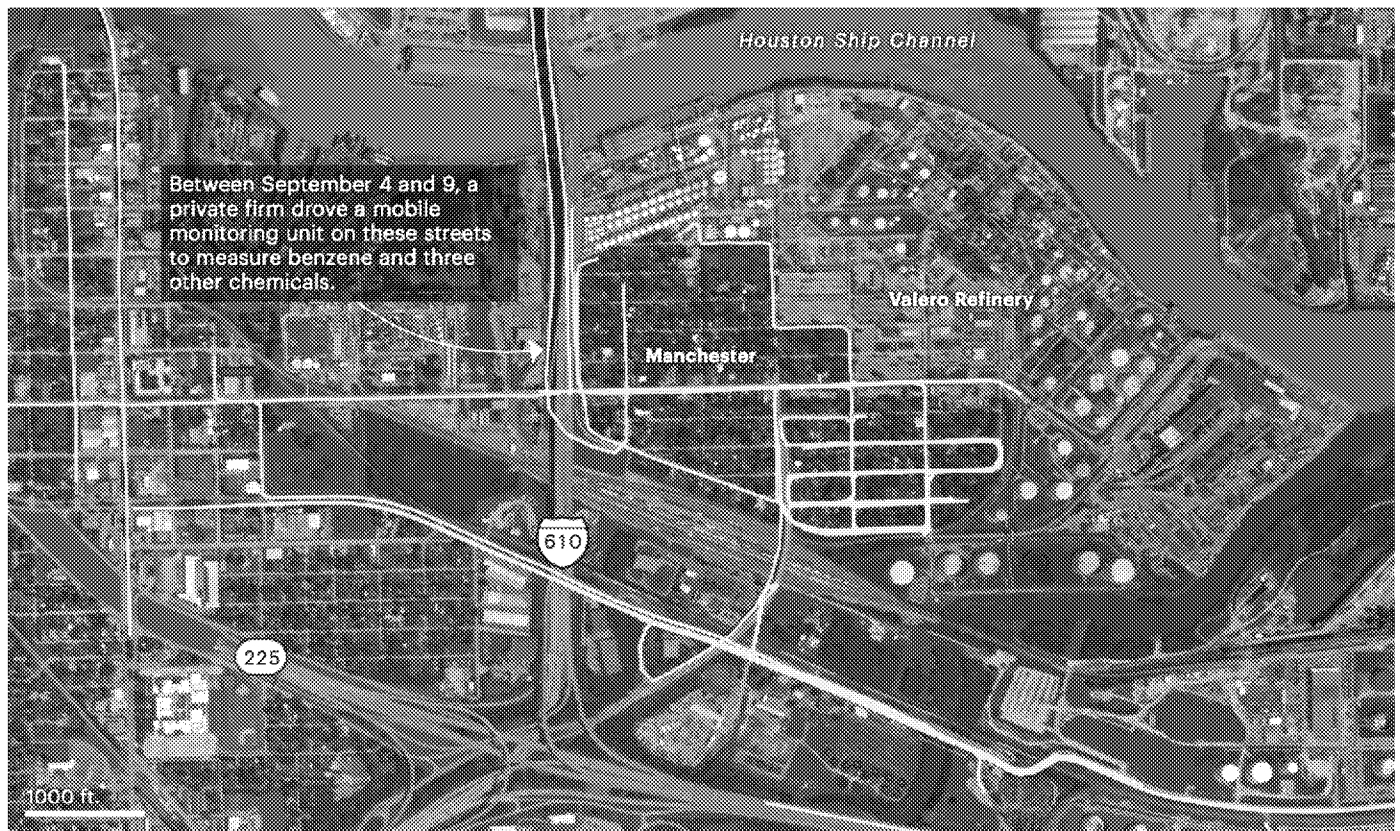 Houston Ship Channel
Between September 4 and 9, a
private firm drove a mobile
monitoring unit on these streets
to measure benzene and three
other chemicals.
Valero Refinery
Manchester
610
225
1000 ft.